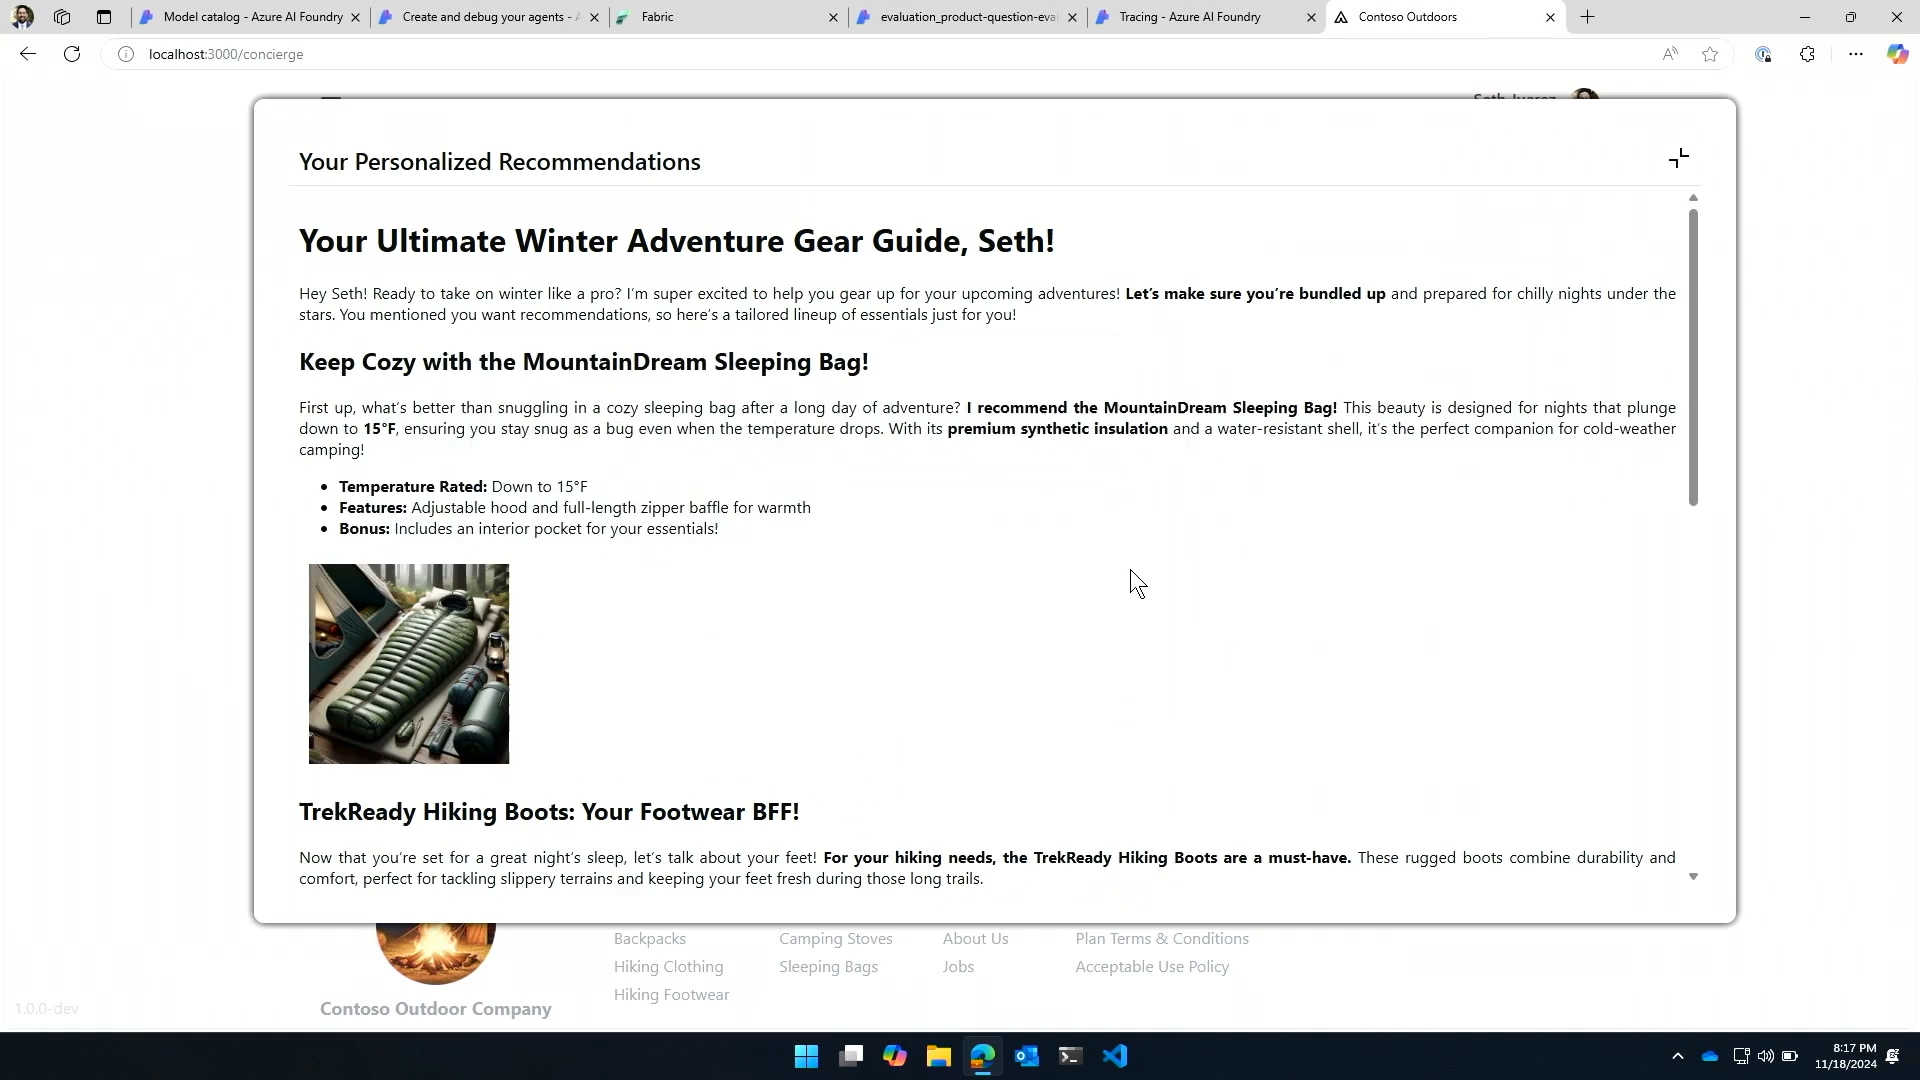 Model catalog - Azure AI Foundry
Create and debug your agents - A
Fabric
evaluation_product-question-eval
Tracing - Azure AI Foundry
Contoso Outdoors
localhost:3000/concierge
Seth Juarez
Your Personalized Recommendations
Your Ultimate Winter Adventure Gear Guide, Seth!
Hey Seth! Ready to take on winter like a pro? I'm super excited to help you gear up for your upcoming adventures! Let's make sure you're bundled up and prepared for chilly nights under the
stars. You mentioned you want recommendations, so here's a tailored lineup of essentials just for you!
Keep Cozy with the MountainDream Sleeping Bag!
First up, what's better than snuggling in a cozy sleeping bag after a long day of adventure? I recommend the MountainDream Sleeping Bag! This beauty is designed for nights that plunge
down to 15°F, ensuring you stay snug as a bug even when the temperature drops. With its premium synthetic insulation and a water-resistant shell, it's the perfect companion for cold-weather
camping!
• Temperature Rated: Down to 15°F
• Features: Adjustable hood and full-length zipper baffle for warmth
• Bonus: Includes an interior pocket for your essentials!
TrekReady Hiking Boots: Your Footwear BFF!
Now that you're set for a great night's sleep, let's talk about your feet! For your hiking needs, the TrekReady Hiking Boots are a must-have. These rugged boots combine durability and
comfort, perfect for tackling slippery terrains and keeping your feet fresh during those long trails.
Backpacks
Camping Stoves
About Us
Plan Terms & Conditions
Hiking Clothing
Sleeping Bags
Jobs
Acceptable Use Policy
Hiking Footwear
1.0.0-dev
Contoso Outdoor Company
8:17 PM
11/18/2024